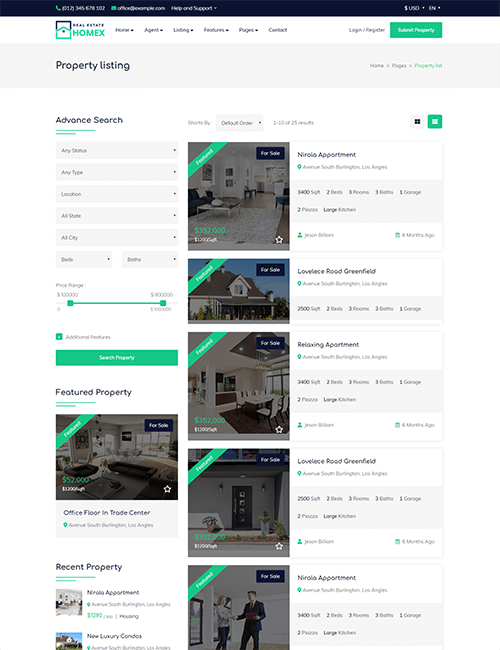 (012) 345 678 102 office@example.com Help and Support $ USD EN
REAL ESTATE
HOMEX
Home Agent Listing Features Pages Contact Login / Register Submit Property
Property listing
Home > Pages > Property list
Advance Search
Any Status
Any Type
Location
All State
All City
Beds Baths
Price Range :
$ 100000 $ 900000
0 $ 1000000
Additional Features
Search Property
Featured Property
Featured
For Sale
$52,000
$1200/Sqft
Office Floor In Trade Center
Avenue South Burlington, Los Angles
Recent Property
Nirala Appartment
Avenue South Burlington, Los Angles
$1280 / Mo | Housing
New Luxury Condos
Avenue South Burlington, Los Angles
Shorts By: Default Order 1-10 of 25 results
Featured
For Sale
$352,000
$1200/Sqft
Nirala Appartment
Avenue South Burlington, Los Angles
3400 Sqft 2 Beds 3 Rooms 3 Baths 1 Garage
2 Piazza Large Kitchen
Jason Billiam 6 Months Ago
Featured
For Sale
Lovelece Road Greenfield
Avenue South Burlington, Los Angles
2500 Sqft 2 Beds 3 Rooms 3 Baths 1 Garage
Featured
For Sale
$352,000
$1200/Sqft
Relaxing Apartment
Avenue South Burlington, Los Angles
3400 Sqft 2 Beds 3 Rooms 3 Baths 1 Garage
2 Piazza Large Kitchen
Jason Billiam 6 Months Ago
Featured
For Sale
$352,000
$1200/Sqft
Lovelece Road Greenfield
Avenue South Burlington, Los Angles
2500 Sqft 2 Beds 3 Rooms 3 Baths 1 Garage
2 Piazza Large Kitchen
Jason Billiam 6 Months Ago
Featured
For Sale
Nirala Appartment
Avenue South Burlington, Los Angles
3400 Sqft 2 Beds 3 Rooms 3 Baths 1 Garage
2 Piazza Large Kitchen